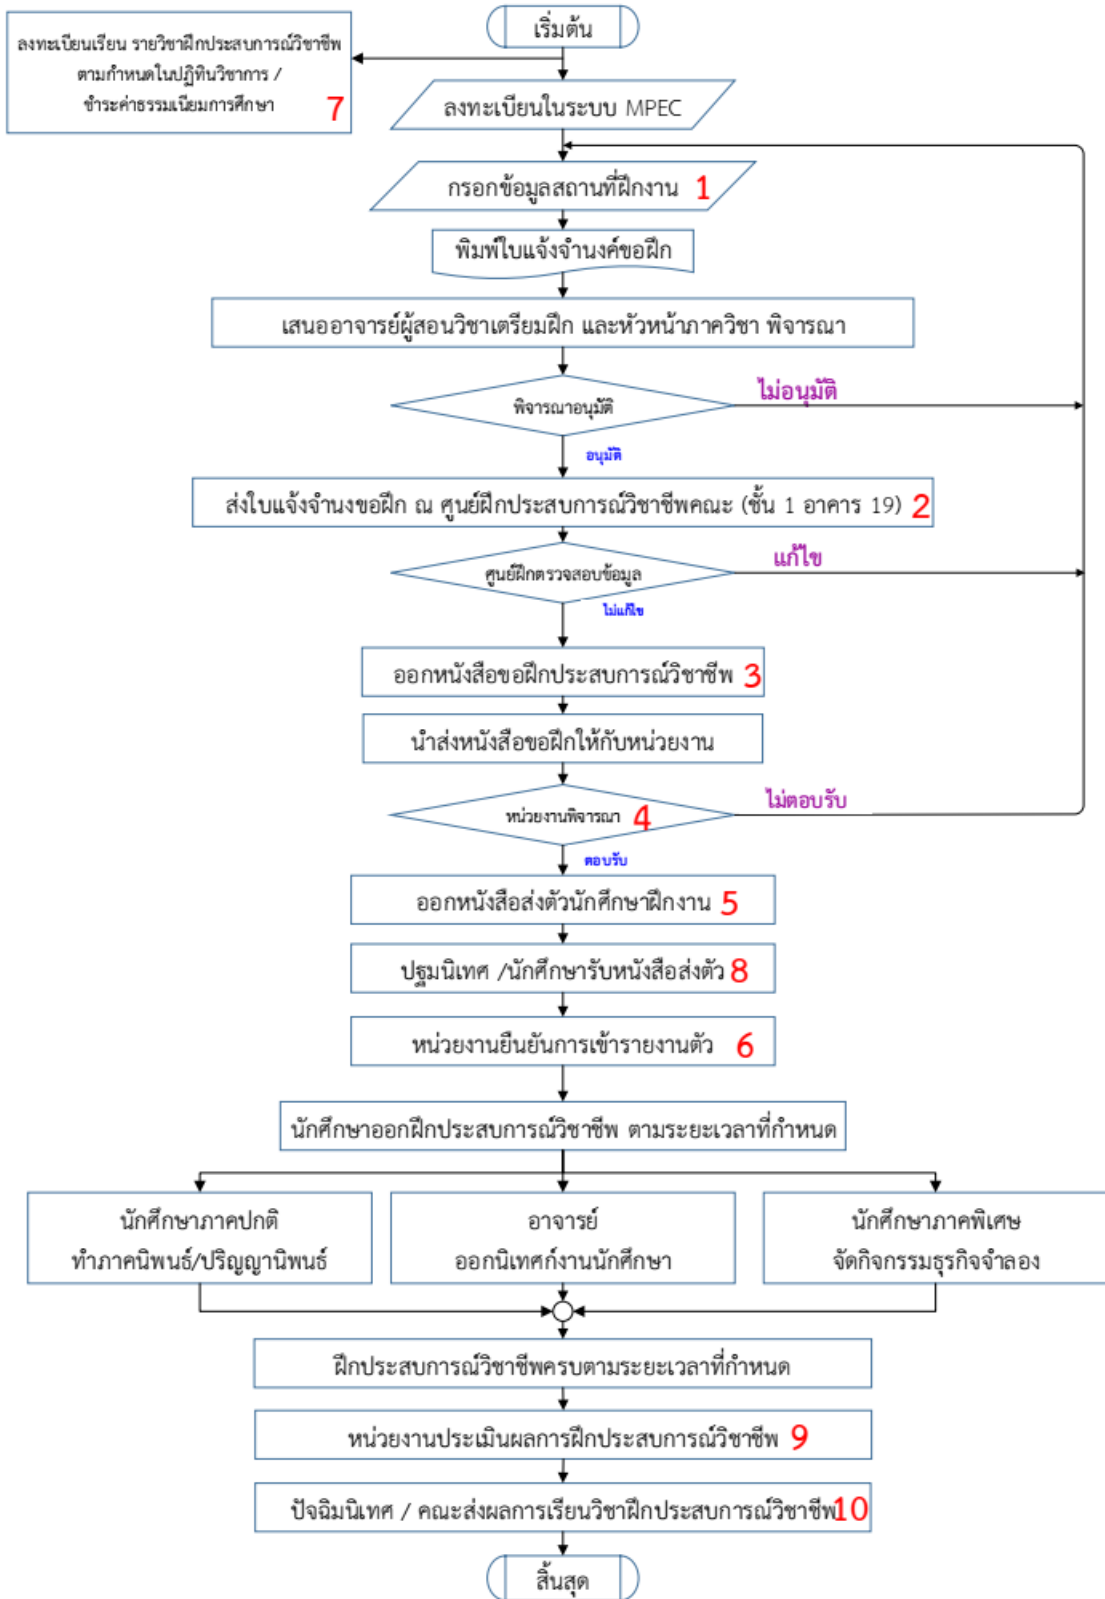 เริ่มต้น
ลงทะเบียนเรียน รายวิชาฝึกประสบการณ์วิชาชีพ
ตามกำหนดในปฏิทินวิชาการ /
ชำระค่าธรรมเนียมการศึกษา 7
ลงทะเบียนในระบบ MPEC
กรอกข้อมูลสถานที่ฝึกงาน 1
พิมพ์ใบแจ้งจำนงค์ขอฝึก
เสนออาจารย์ผู้สอนวิชาเตรียมฝึก และหัวหน้าภาควิชา พิจารณา
พิจารณาอนุมัติ
ไม่อนุมัติ
อนุมัติ
ส่งใบแจ้งจำนงขอฝึก ณ ศูนย์ฝึกประสบการณ์วิชาชีพคณะ (ชั้น 1 อาคาร 19) 2
ศูนย์ฝึกตรวจสอบข้อมูล
แก้ไข
ไม่แก้ไข
ออกหนังสือขอฝึกประสบการณ์วิชาชีพ 3
นำส่งหนังสือขอฝึกให้กับหน่วยงาน
หน่วยงานพิจารณา 4
ไม่ตอบรับ
ตอบรับ
ออกหนังสือส่งตัวนักศึกษาฝึกงาน 5
ปฐมนิเทศ /นักศึกษารับหนังสือส่งตัว 8
หน่วยงานยืนยันการเข้ารายงานตัว 6
นักศึกษาออกฝึกประสบการณ์วิชาชีพ ตามระยะเวลาที่กำหนด
นักศึกษาภาคปกติ
ทำภาคนิพนธ์/ปริญญานิพนธ์
อาจารย์
ออกนิเทศก์งานนักศึกษา
นักศึกษาภาคพิเศษ
จัดกิจกรรมธุรกิจจำลอง
ฝึกประสบการณ์วิชาชีพครบตามระยะเวลาที่กำหนด
หน่วยงานประเมินผลการฝึกประสบการณ์วิชาชีพ 9
ปัจฉิมนิเทศ / คณะส่งผลการเรียนวิชาฝึกประสบการณ์วิชาชีพ 10
สิ้นสุด